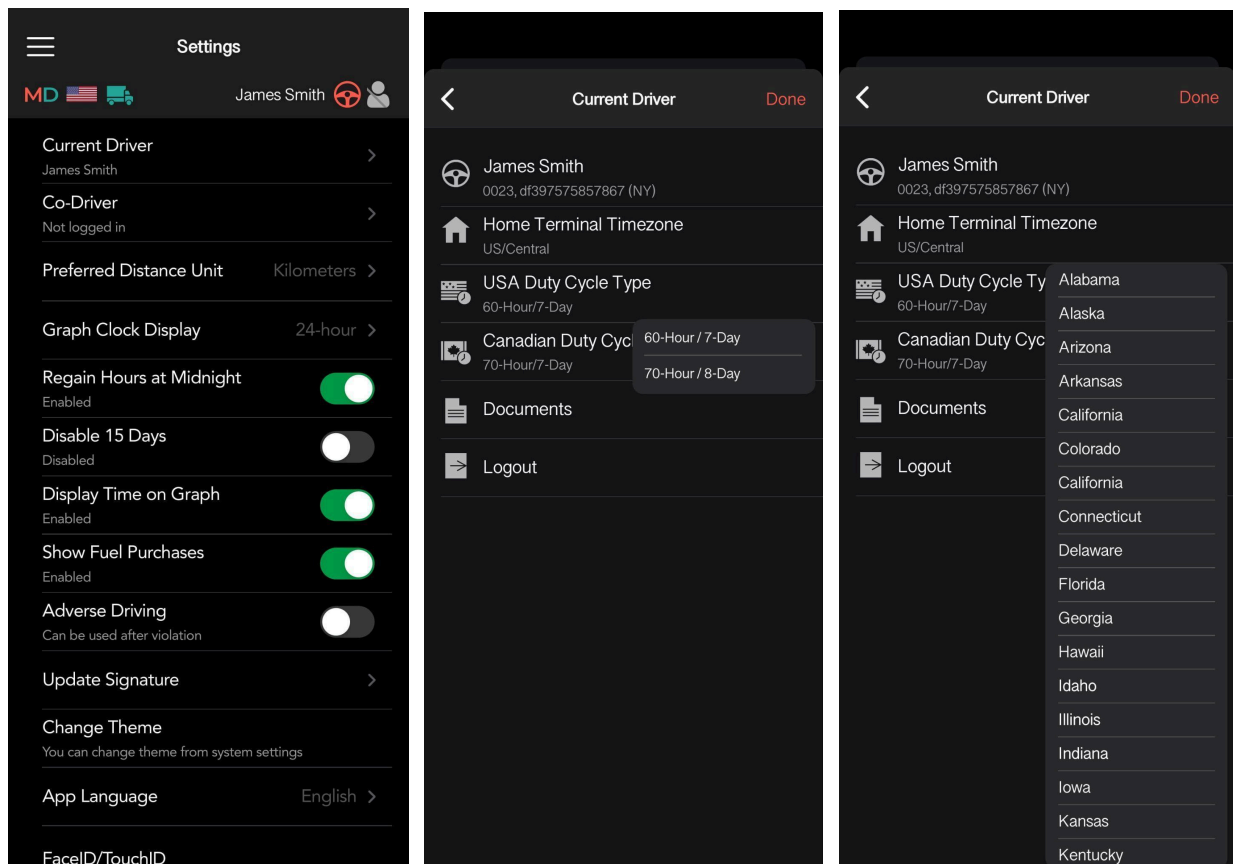 Settings
MD James Smith
Current Driver
James Smith
Co-Driver
Not logged in
Preferred Distance Unit Kilometers
Graph Clock Display 24-hour
Regain Hours at Midnight
Enabled
Disable 15 Days
Disabled
Display Time on Graph
Enabled
Show Fuel Purchases
Enabled
Adverse Driving
Can be used after violation
Update Signature
Change Theme
You can change theme from system settings
App Language English
FaceID/TouchID
Current Driver Done
James Smith
0023, df397575857867 (NY)
Home Terminal Timezone
US/Central
USA Duty Cycle Type
60-Hour/7-Day
Canadian Duty Cycl
70-Hour/7-Day
60-Hour / 7-Day
70-Hour / 8-Day
Documents
Logout
Current Driver Done
James Smith
0023, df397575857867 (NY)
Home Terminal Timezone
US/Central
USA Duty Cycle Ty
60-Hour/7-Day
Canadian Duty Cyc
70-Hour/7-Day
Documents
Logout
Alabama
Alaska
Arizona
Arkansas
California
Colorado
California
Connecticut
Delaware
Florida
Georgia
Hawaii
Idaho
Illinois
Indiana
Iowa
Kansas
Kentucky